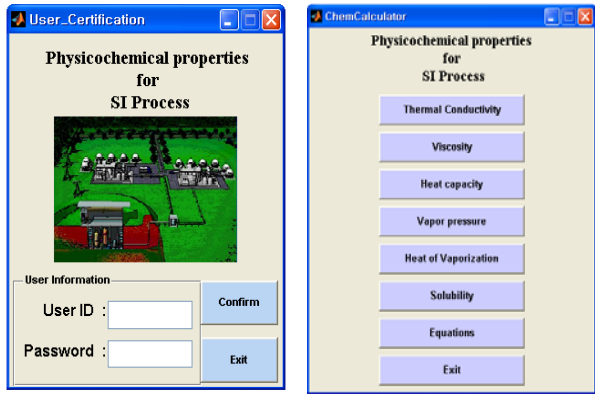 User_Certification
Physicochemical properties
for
SI Process
User Information
User ID :
Confirm
Password :
Exit
ChemCalculator
Physicochemical properties
for
SI Process
Thermal Conductivity
Viscosity
Heat capacity
Vapor pressure
Heat of Vaporization
Solubility
Equations
Exit